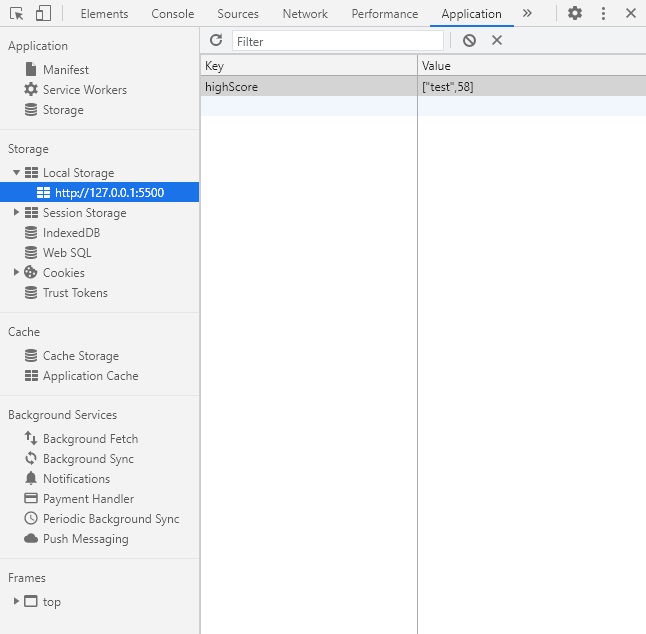 Elements Console Sources Network Performance Application »
Application
Manifest
Service Workers
Storage
Storage
Local Storage
http://127.0.0.1:5500
Session Storage
IndexedDB
Web SQL
Cookies
Trust Tokens
Cache
Cache Storage
Application Cache
Background Services
Background Fetch
Background Sync
Notifications
Payment Handler
Periodic Background Sync
Push Messaging
Frames
top
Filter
Key Value
highScore ["test",58]